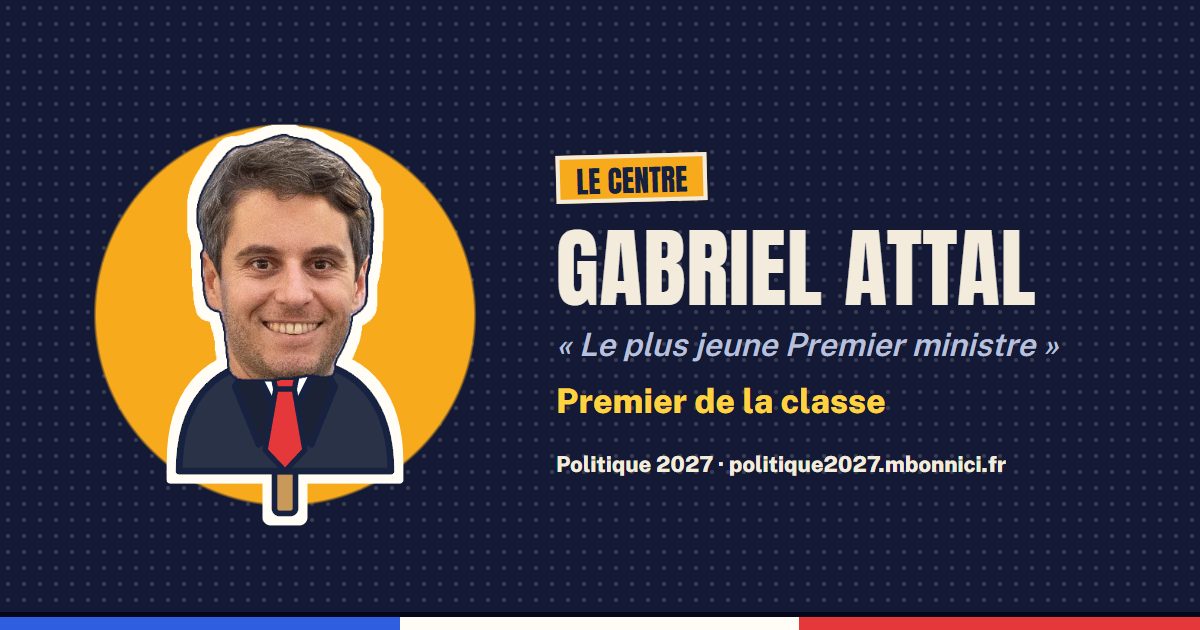 LE CENTRE
GABRIEL ATTAL
« Le plus jeune Premier ministre »
Premier de la classe
Politique 2027 · politique2027.mbonnici.fr